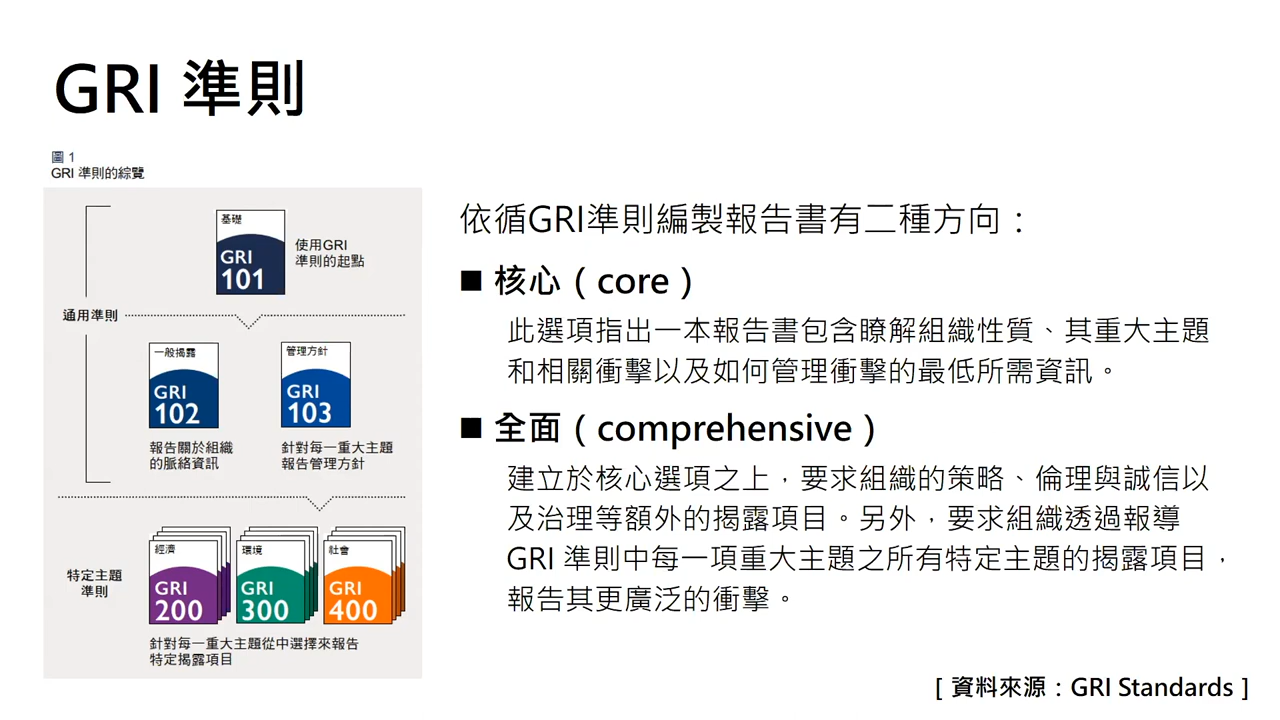 GRI 準則
圖 1
GRI 準則的綜覽
基礎
GRI
101
使用GRI
準則的起點
通用準則
一般揭露
GRI
102
管理方針
GRI
103
報告關於組織
的脈絡資訊
針對每一重大主題
報告管理方針
特定主題
準則
經濟
GRI
200
環境
GRI
300
社會
GRI
400
針對每一重大主題從中選擇來報告
特定揭露項目
依循GRI準則編製報告書有二種方向：
■ 核心（core）
此選項指出一本報告書包含瞭解組織性質、其重大主題
和相關衝擊以及如何管理衝擊的最低所需資訊。
■ 全面（comprehensive）
建立於核心選項之上，要求組織的策略、倫理與誠信以
及治理等額外的揭露項目。另外，要求組織透過報導
GRI 準則中每一項重大主題之所有特定主題的揭露項目，
報告其更廣泛的衝擊。
[ 資料來源：GRI Standards ]